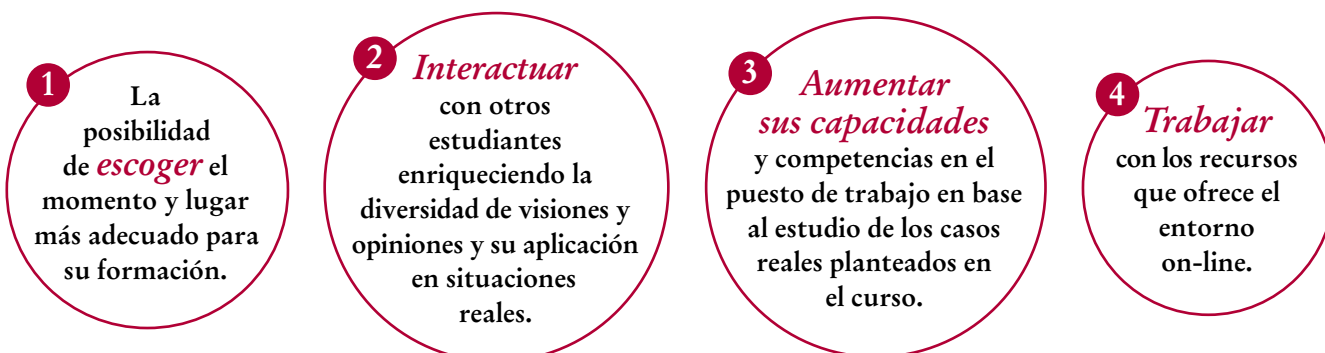 1
La
posibilidad
de escoger el
momento y lugar
más adecuado para
su formación.
2
Interactuar
con otros
estudiantes
enriqueciendo la
diversidad de visiones y
opiniones y su aplicación
en situaciones
reales.
3
Aumentar
sus capacidades
y competencias en el
puesto de trabajo en base
al estudio de los casos
reales planteados en
el curso.
4
Trabajar
con los recursos
que ofrece el
entorno
on-line.